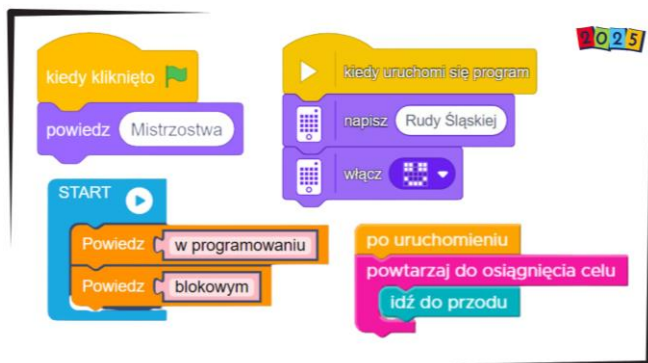 2025
kiedy kliknięto
powiedz Mistrzostwa
kiedy uruchomi się program
napisz Rudy Śląskiej
włącz
START
Powiedz w programowaniu
Powiedz blokowym
po uruchomieniu
powtarzaj do osiągnięcia celu
idź do przodu